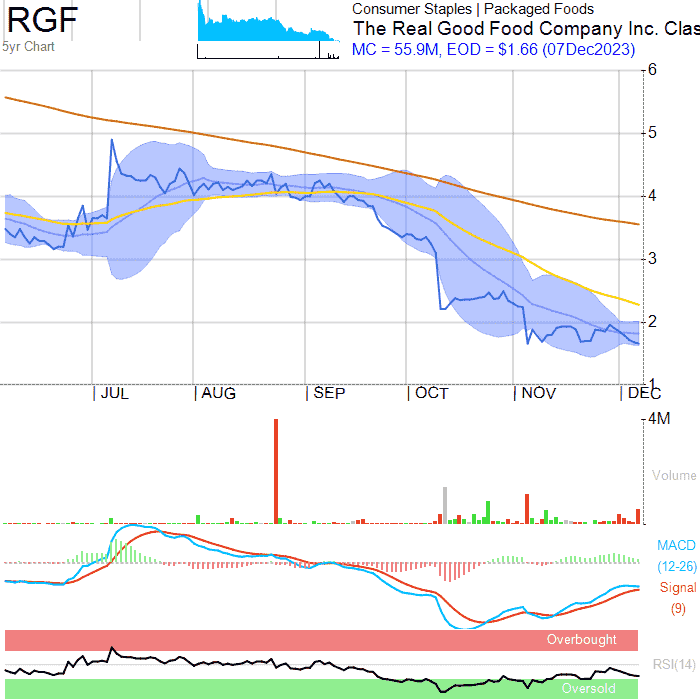 RGF
5yr Chart
Consumer Staples | Packaged Foods
The Real Good Food Company Inc. Clas
MC = 55.9M, EOD = $1.66 (07Dec2023)
6
5
4
3
2
1
JUL AUG SEP OCT NOV DEC
4M
Volume
MACD
(12-26)
Signal
(9)
Overbought
RSI(14)
Oversold